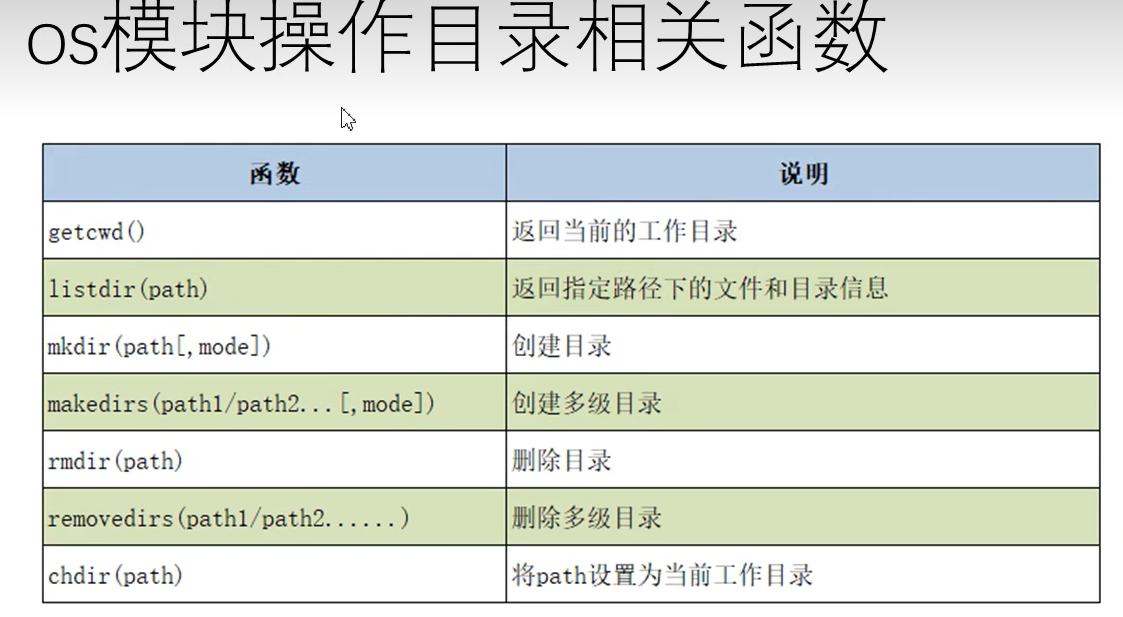 os模块操作目录相关函数
函数 说明
getcwd() 返回当前的工作目录
listdir(path) 返回指定路径下的文件和目录信息
mkdir(path[,mode]) 创建目录
makedirs(path1/path2...[,mode]) 创建多级目录
rmdir(path) 删除目录
removedirs(path1/path2......) 删除多级目录
chdir(path) 将path设置为当前工作目录